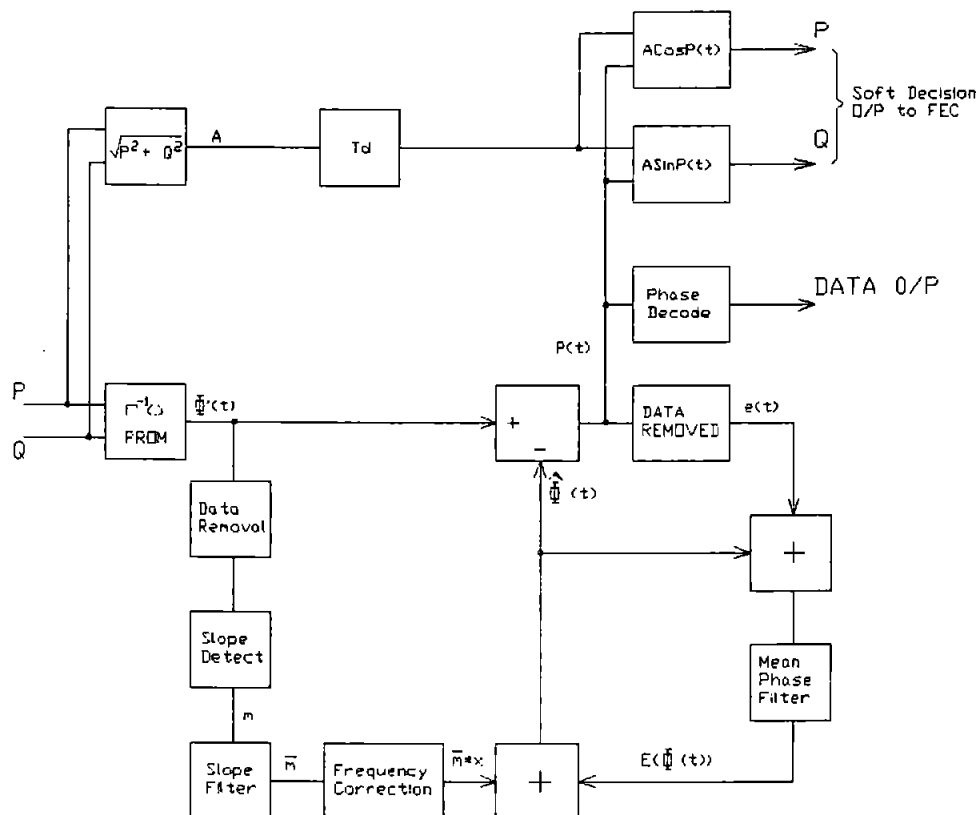 P
ACosP(t)
Soft Decision
O/P to FEC
√P² + Q²
A
Td
Q
ASinP(t)
DATA O/P
Phase
Decode
P(t)
P
Q
Γ⁻¹()
FROM
Φ'(t)
+
−
DATA
REMOVED
e(t)
Φ̂ (t)
Data
Removal
+
Slope
Detect
Mean
Phase
Filter
m
Slope
Filter
m̅
Frequency
Correction
m̅*x
+
E(Φ (t))